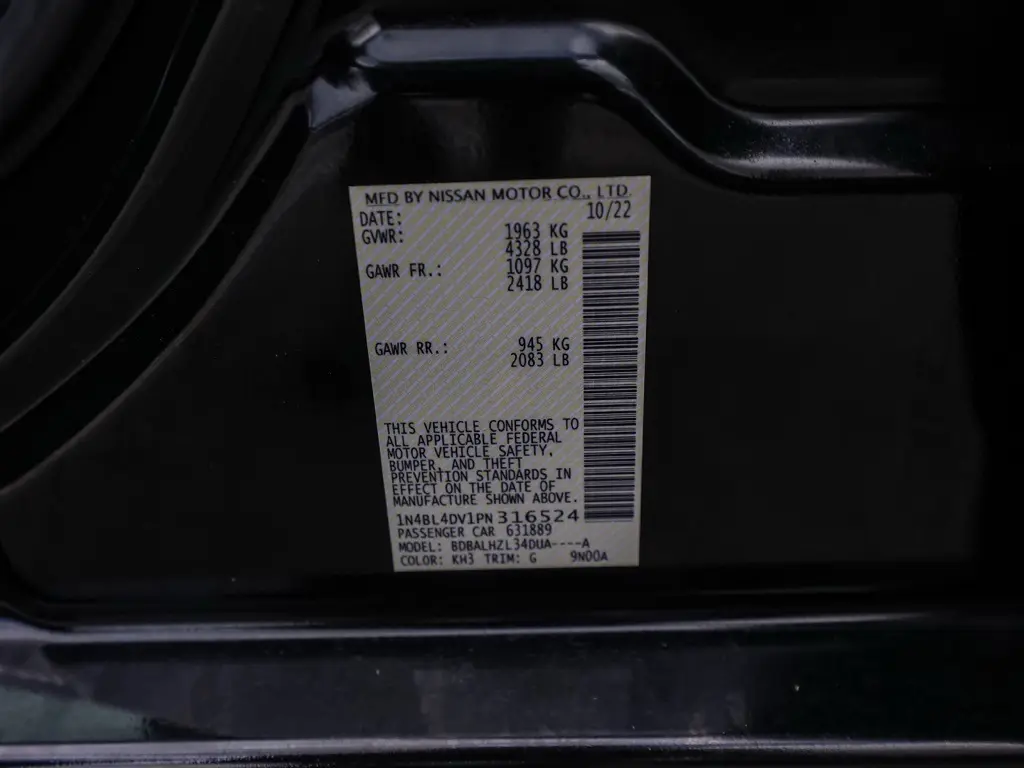 MFD BY NISSAN MOTOR CO., LTD.
DATE: 10/22
GVWR: 1963 KG
4328 LB
GAWR FR.: 1097 KG
2418 LB
GAWR RR.: 945 KG
2083 LB
THIS VEHICLE CONFORMS TO
ALL APPLICABLE FEDERAL
MOTOR VEHICLE SAFETY,
BUMPER, AND THEFT
PREVENTION STANDARDS IN
EFFECT ON THE DATE OF
MANUFACTURE SHOWN ABOVE.
1N4BL4DV1PN316524
PASSENGER CAR 631889
MODEL: BDBALHZL34DUA----A
COLOR: KH3 TRIM: G 9N00A